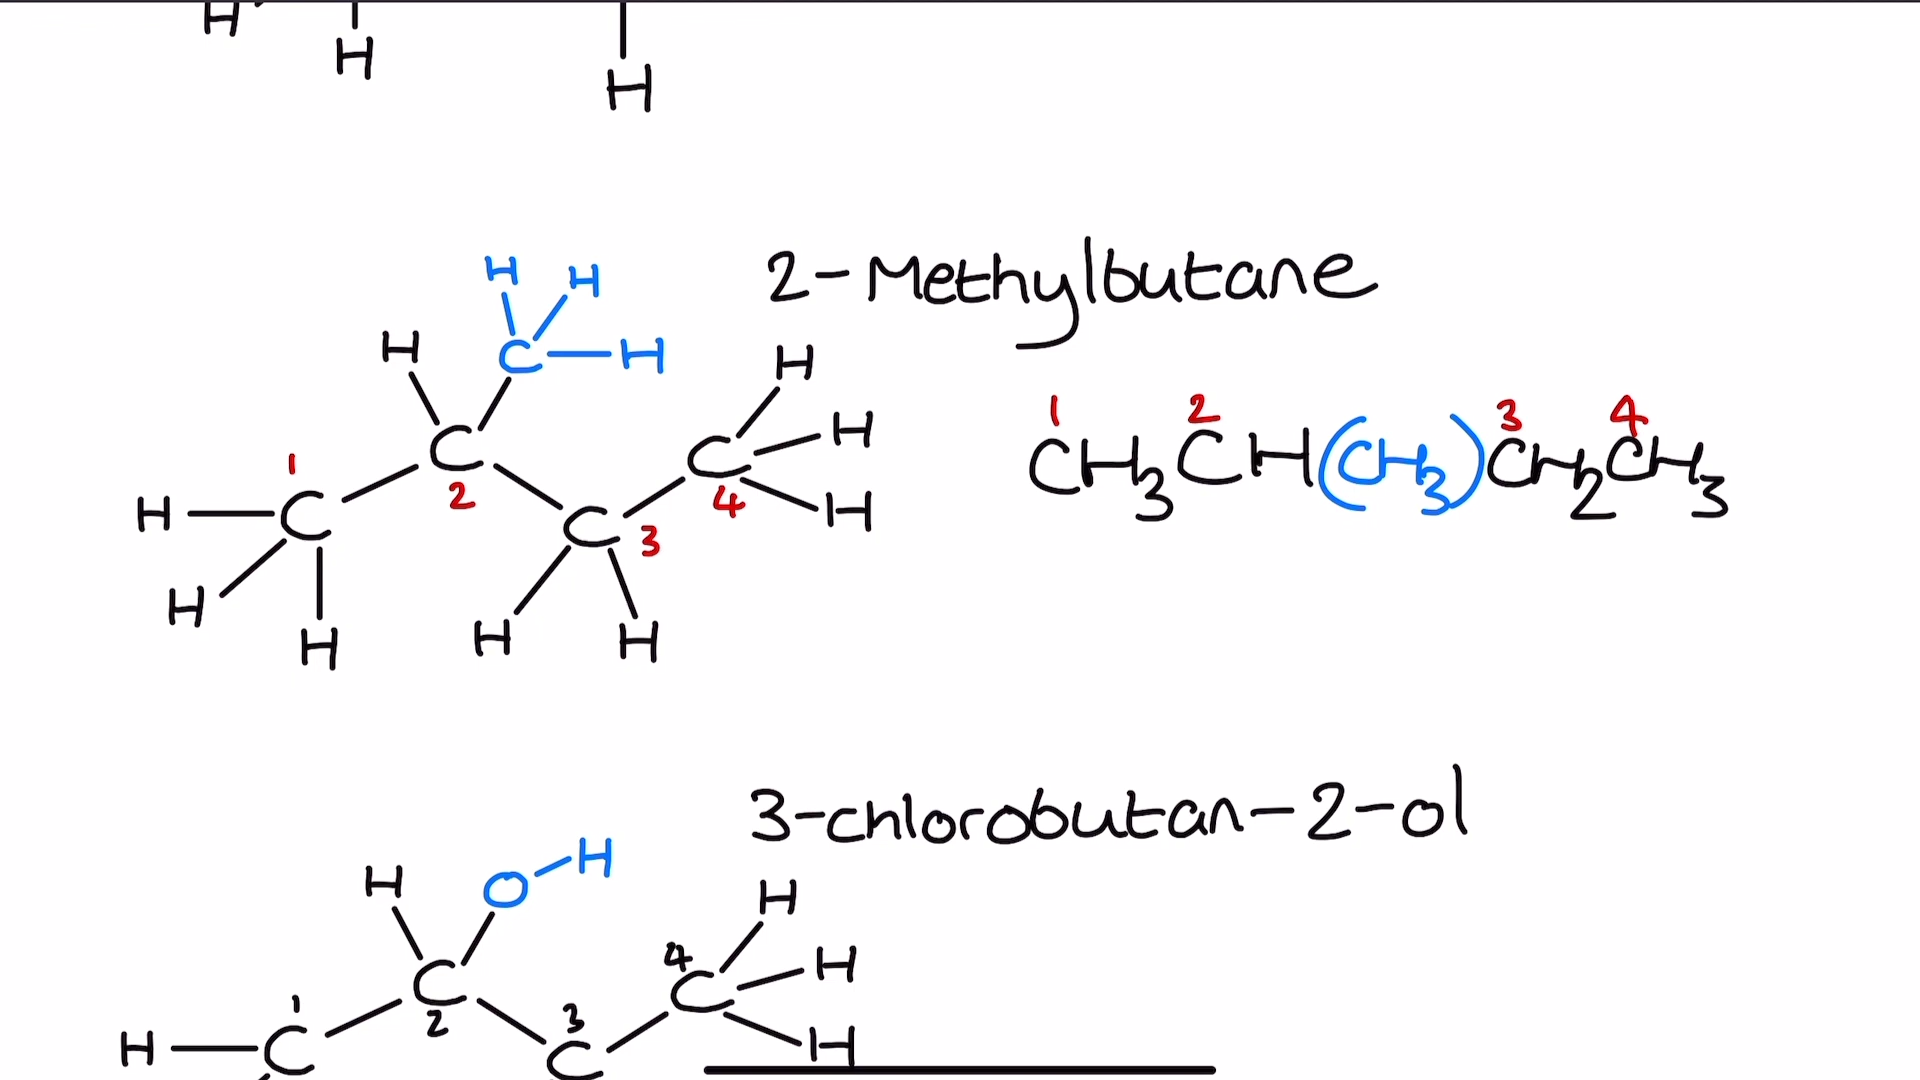 H
H
H
2-Methylbutane
H H
H C H
H
1 2 3 4
CH3CH(CH3)CH2CH3
C C H
1 2 4
H C C 3 H
H H H H
3-chlorobutan-2-ol
H O H
H
4
C C H
1 2 3
H C C H